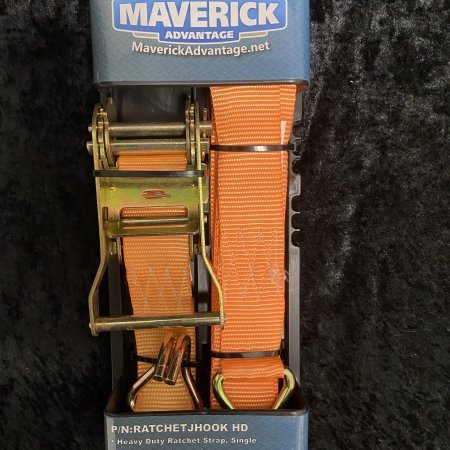 MAVERICK
ADVANTAGE
MaverickAdvantage.net
P/N:RATCHETJHOOK HD
* Heavy Duty Ratchet Strap, Single